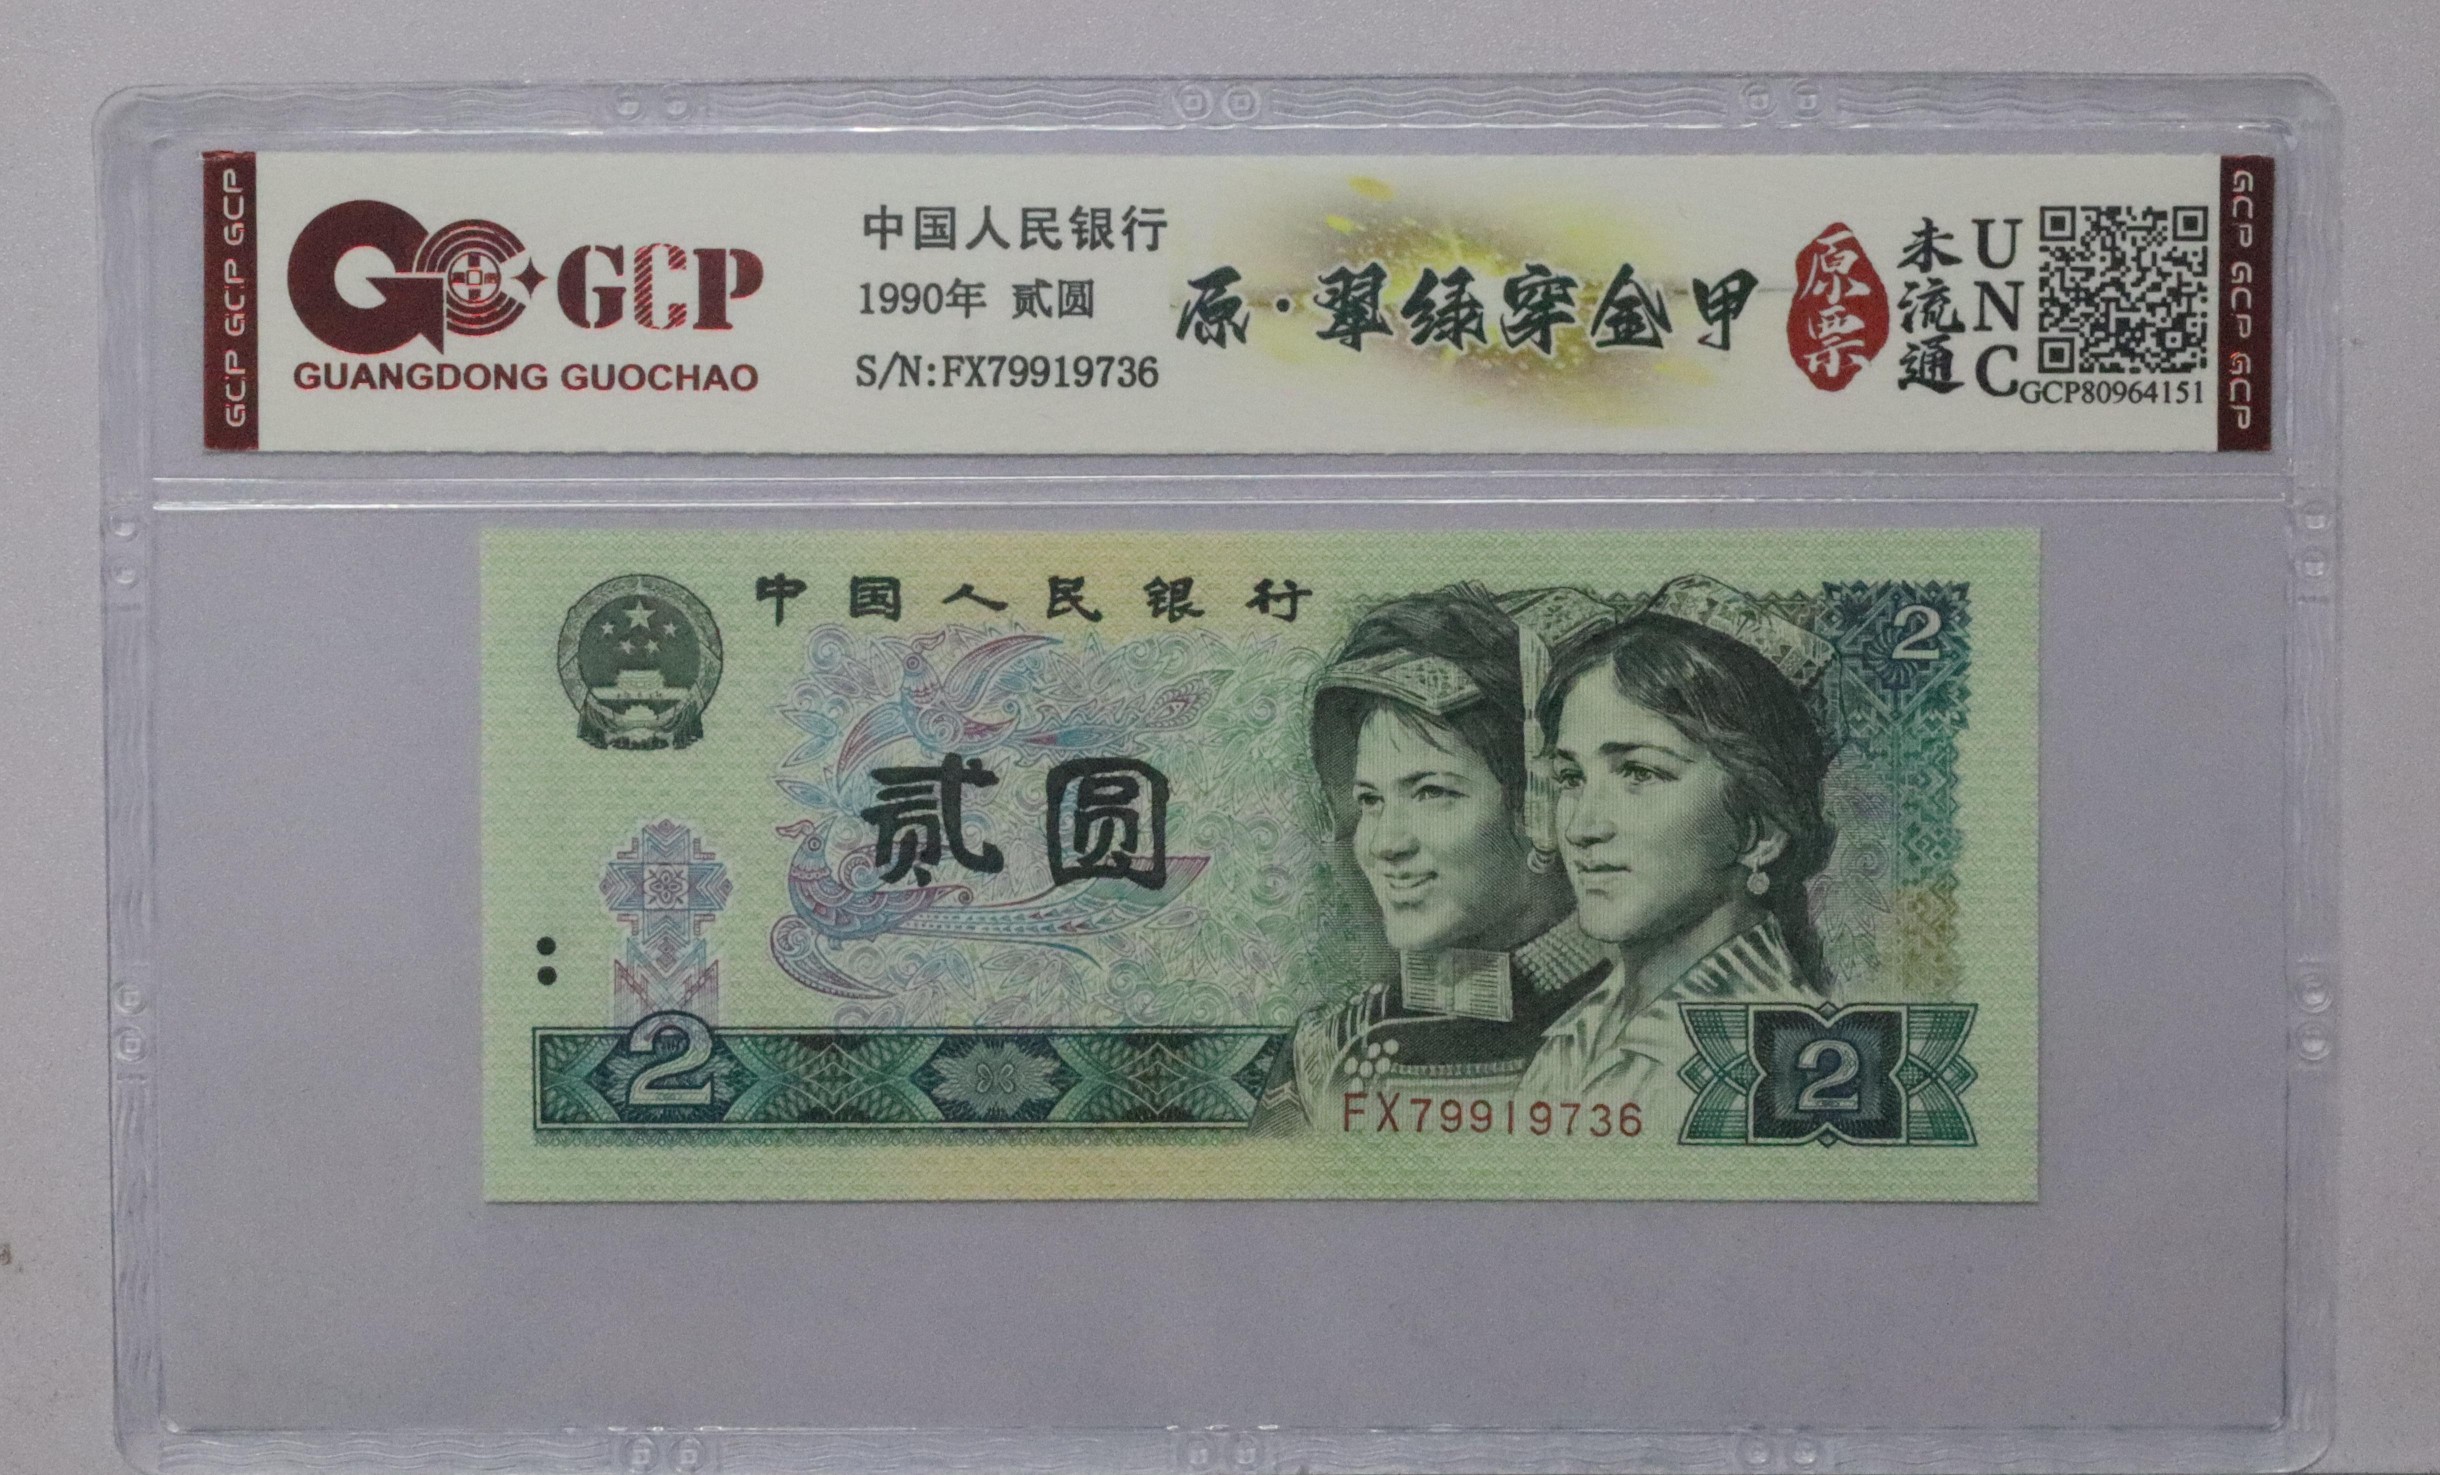 GCP GCP GCP
GCP
GUANGDONG GUOCHAO
中国人民银行
1990年 贰圆
S/N:FX79919736
原·翠绿穿金甲
原票
未流通
UNC
GCP80964151
GCP GCP GCP
中国人民银行
2
贰圆
2
FX79919736
2